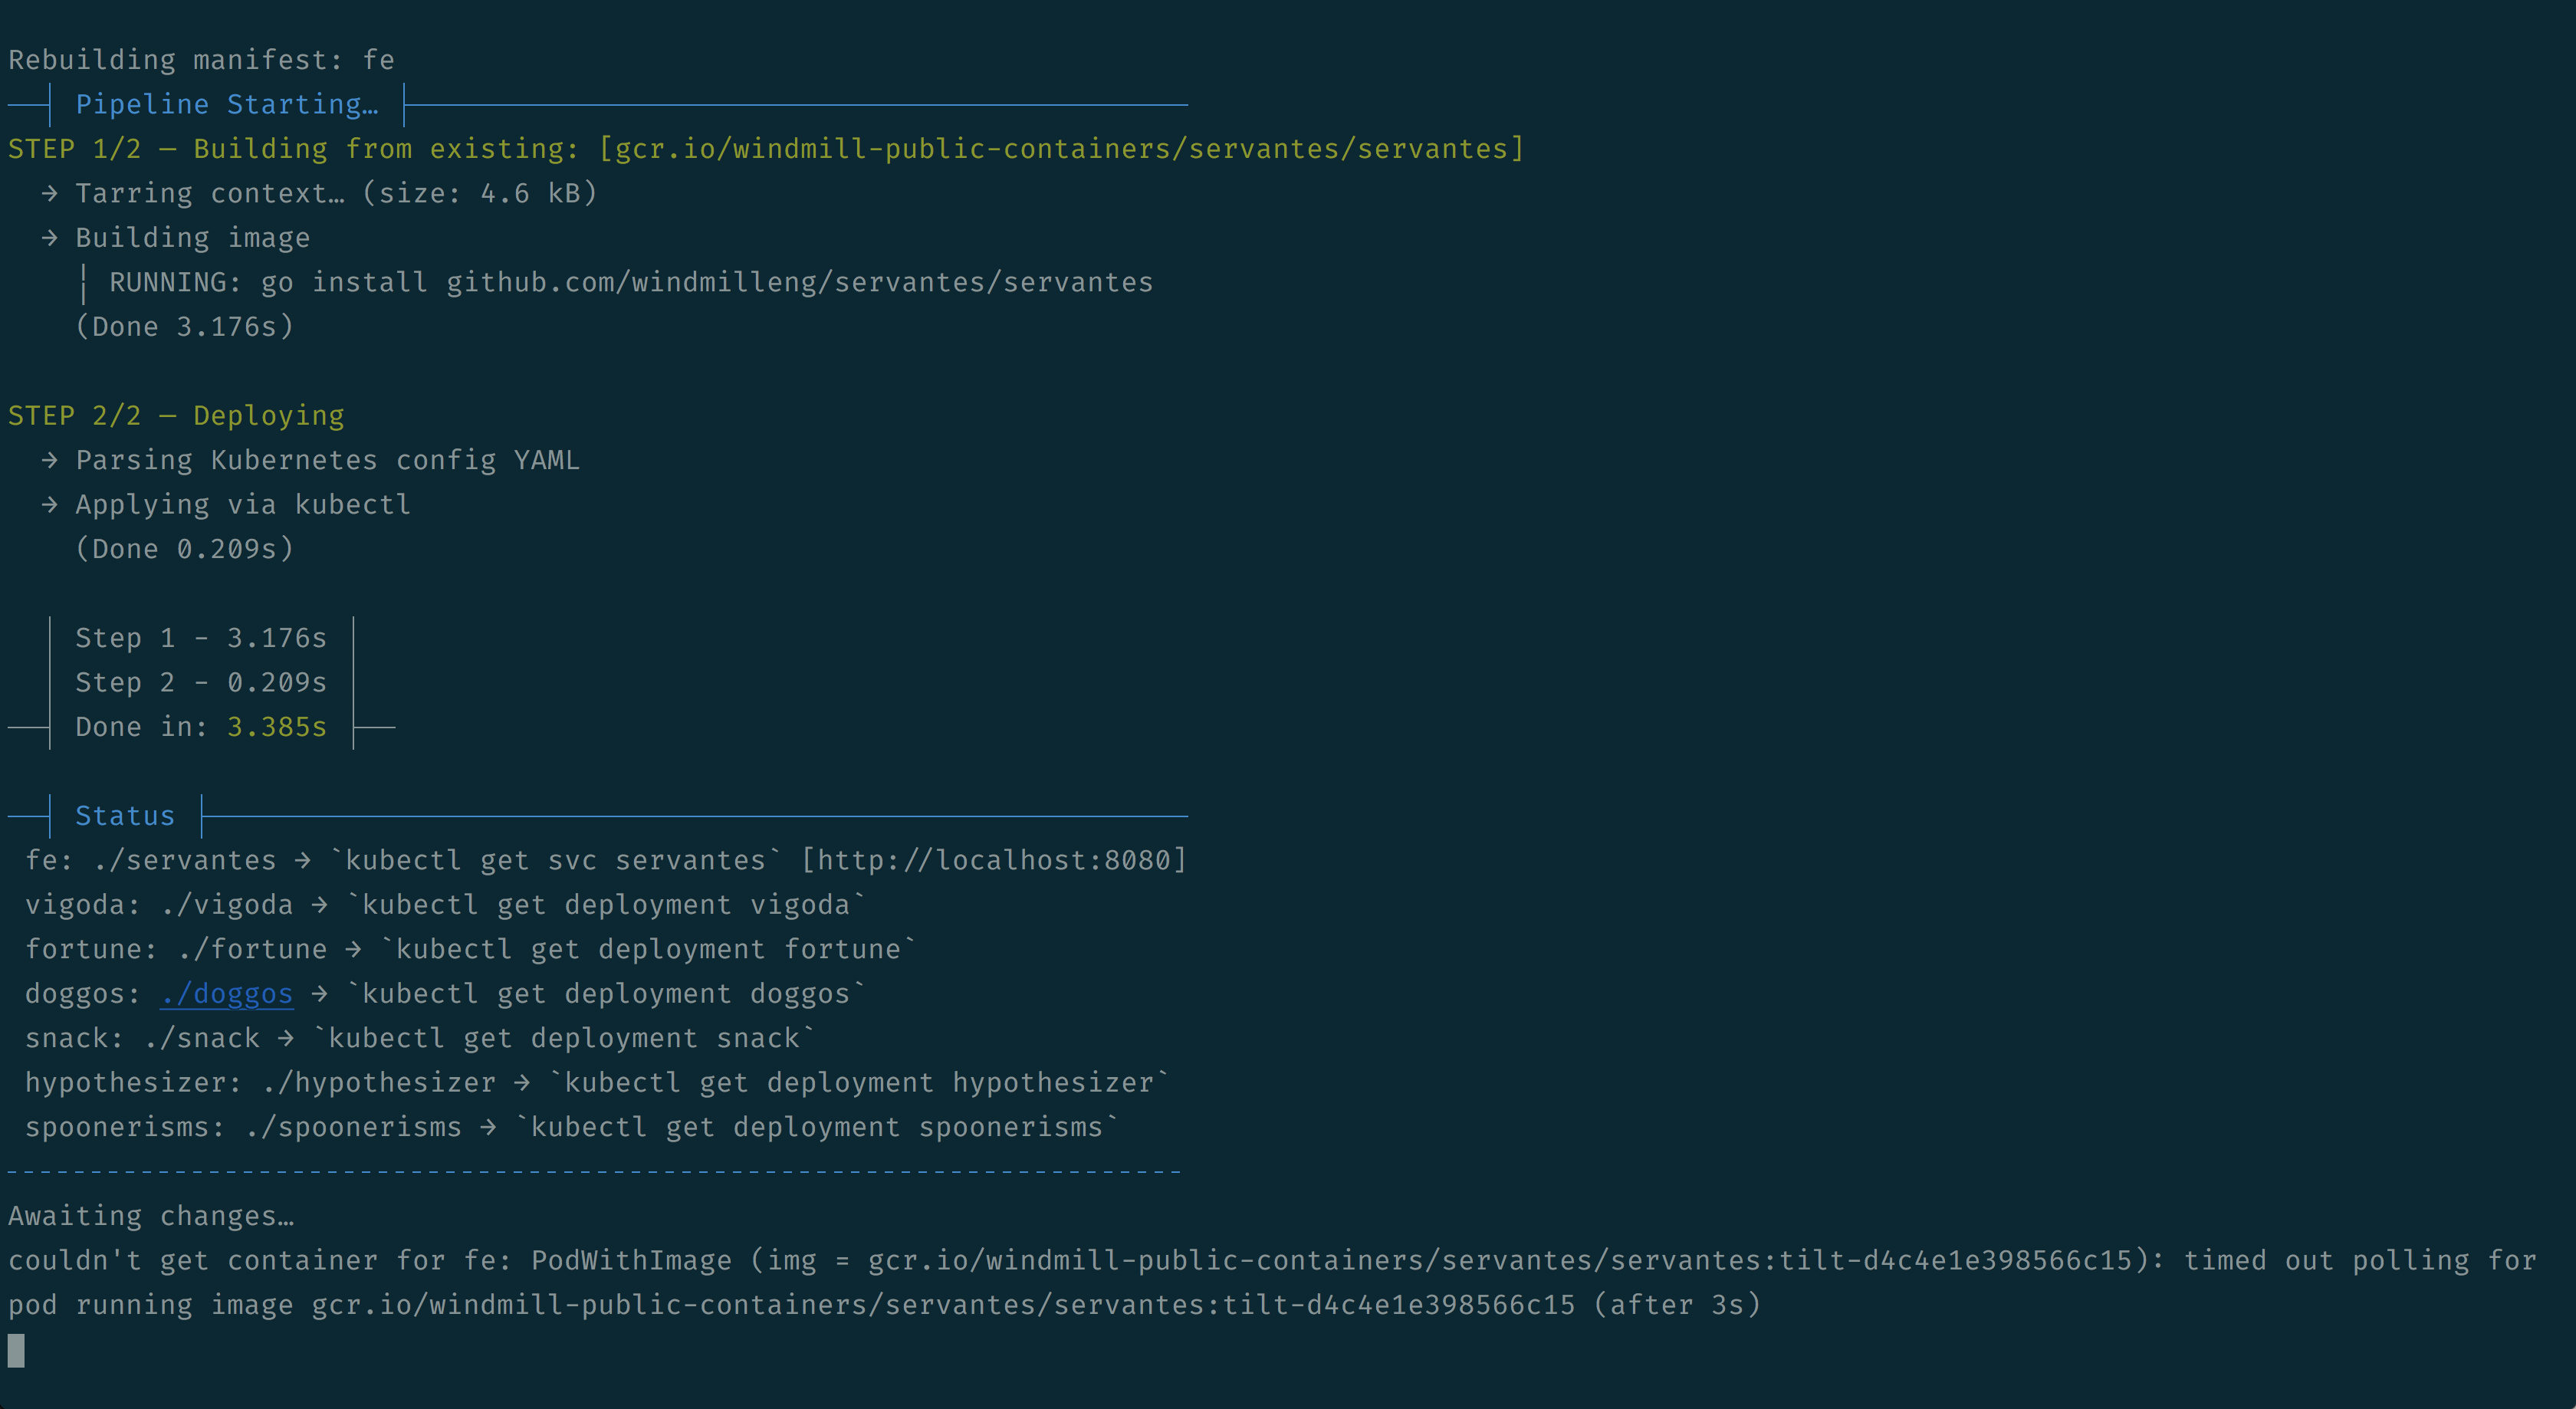 Rebuilding manifest: fe
──┤ Pipeline Starting… ├────────────────────────────────────────────────
STEP 1/2 — Building from existing: [gcr.io/windmill-public-containers/servantes/servantes]
  → Tarring context… (size: 4.6 kB)
  → Building image
    ╎ RUNNING: go install github.com/windmilleng/servantes/servantes
    (Done 3.176s)
STEP 2/2 — Deploying
  → Parsing Kubernetes config YAML
  → Applying via kubectl
    (Done 0.209s)
  │ Step 1 - 3.176s │
  │ Step 2 - 0.209s │
──┤ Done in: 3.385s ├──
──┤ Status ├────────────────────────────────────────────────────────────
 fe: ./servantes → `kubectl get svc servantes` [http://localhost:8080]
 vigoda: ./vigoda → `kubectl get deployment vigoda`
 fortune: ./fortune → `kubectl get deployment fortune`
 doggos: ./doggos → `kubectl get deployment doggos`
 snack: ./snack → `kubectl get deployment snack`
 hypothesizer: ./hypothesizer → `kubectl get deployment hypothesizer`
 spoonerisms: ./spoonerisms → `kubectl get deployment spoonerisms`
----------------------------------------------------------------------
Awaiting changes…
couldn't get container for fe: PodWithImage (img = gcr.io/windmill-public-containers/servantes/servantes:tilt-d4c4e1e398566c15): timed out polling for
pod running image gcr.io/windmill-public-containers/servantes/servantes:tilt-d4c4e1e398566c15 (after 3s)